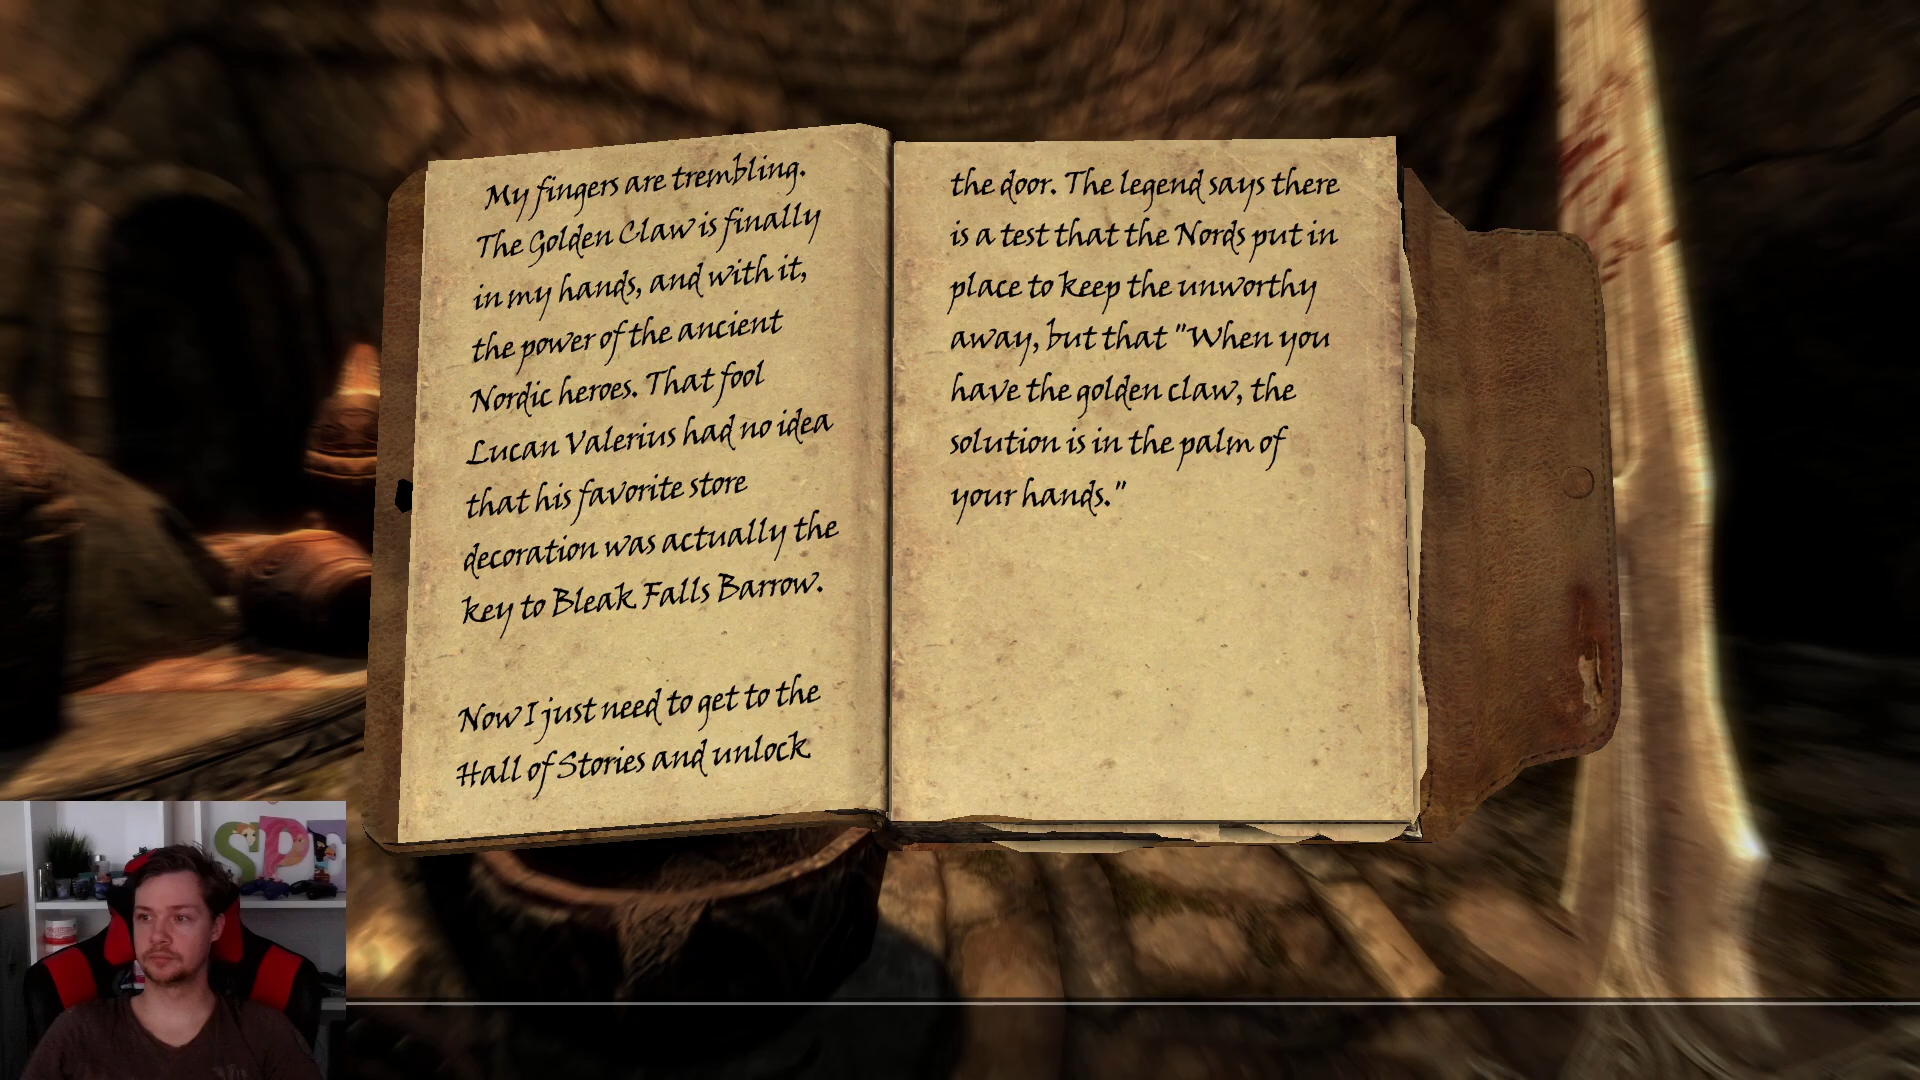 My fingers are trembling.
The Golden Claw is finally
in my hands, and with it,
the power of the ancient
Nordic heroes. That fool
Lucan Valerius had no idea
that his favorite store
decoration was actually the
key to Bleak Falls Barrow.
Now I just need to get to the
Hall of Stories and unlock
the door. The legend says there
is a test that the Nords put in
place to keep the unworthy
away, but that "When you
have the golden claw, the
solution is in the palm of
your hands."